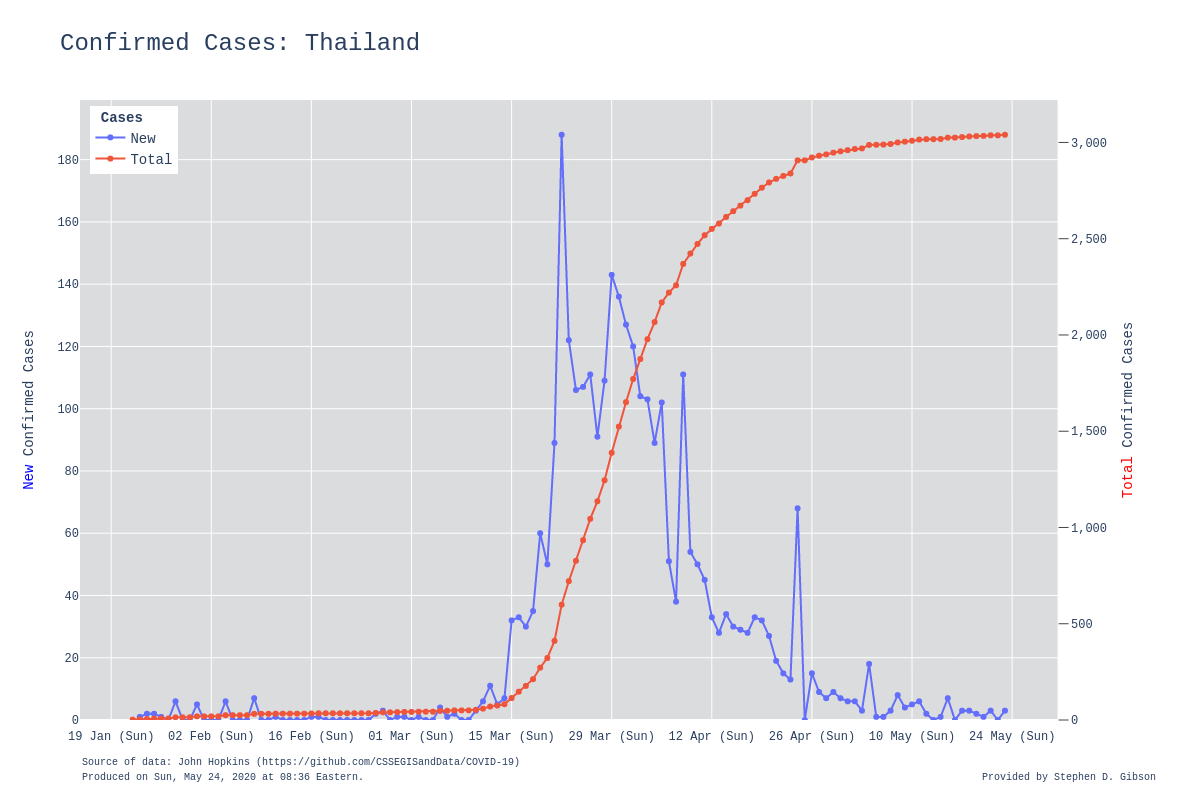 Confirmed Cases: Thailand
Cases
New
Total
180
160
140
120
100
80
60
40
20
0
3,000
2,500
2,000
1,500
1,000
500
0
New Confirmed Cases
Total Confirmed Cases
19 Jan (Sun) 02 Feb (Sun) 16 Feb (Sun) 01 Mar (Sun) 15 Mar (Sun) 29 Mar (Sun) 12 Apr (Sun) 26 Apr (Sun) 10 May (Sun) 24 May (Sun)
Source of data: John Hopkins (https://github.com/CSSEGISandData/COVID-19)
Produced on Sun, May 24, 2020 at 08:36 Eastern.
Provided by Stephen D. Gibson